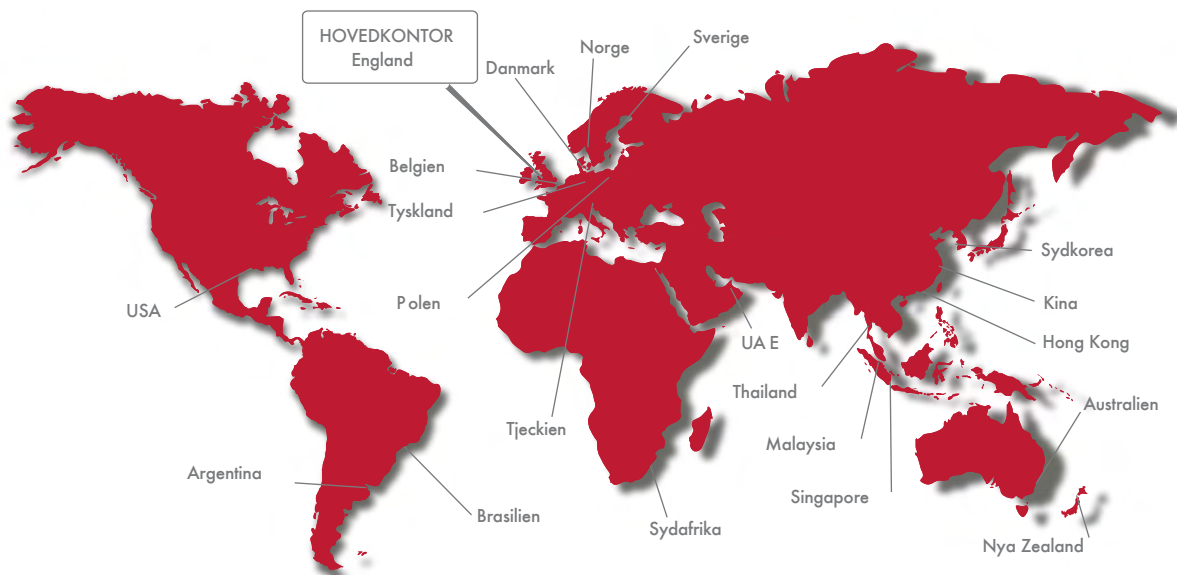 HOVEDKONTOR
England
Norge
Sverige
Danmark
Belgien
Tyskland
Polen
USA
Tjeckien
Argentina
Brasilien
Sydafrika
UA E
Thailand
Malaysia
Singapore
Sydkorea
Kina
Hong Kong
Australien
Nya Zealand